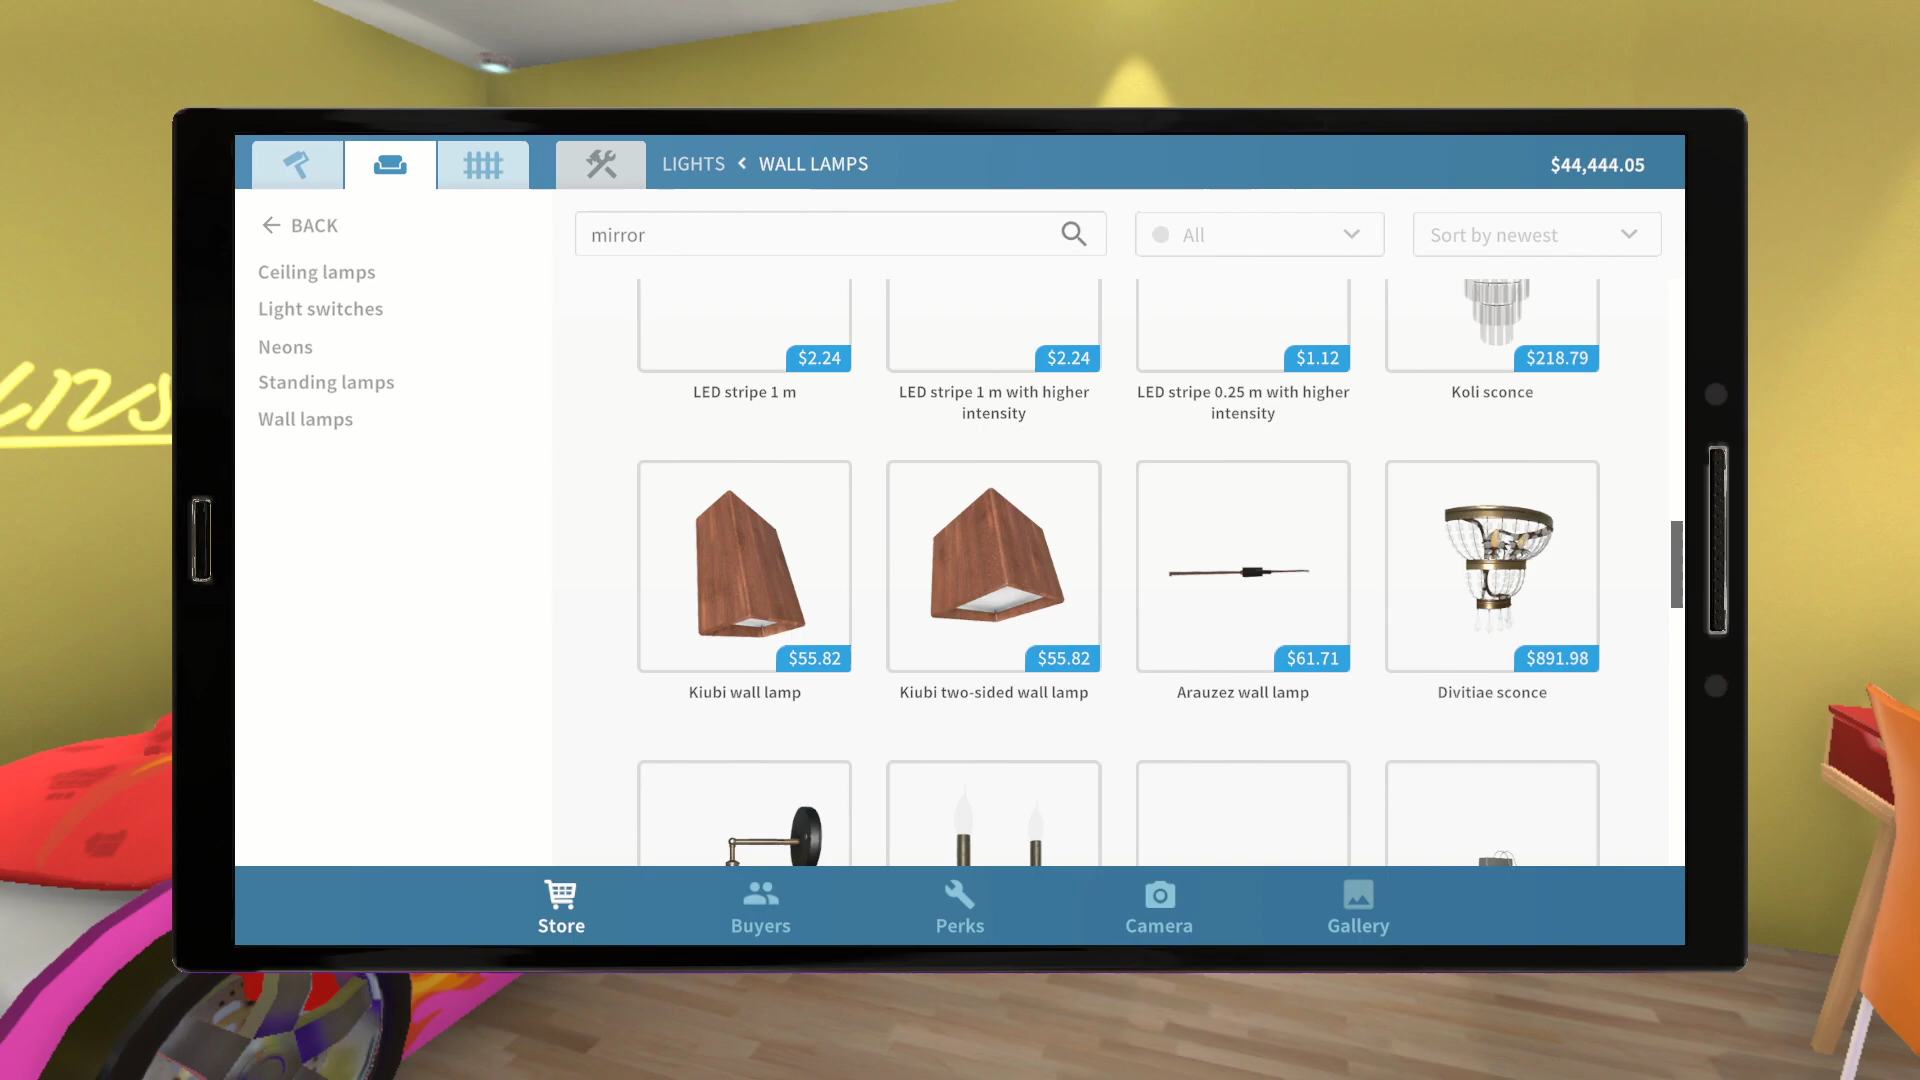 LIGHTS < WALL LAMPS
$44,444.05
BACK
mirror
All
Sort by newest
Ceiling lamps
Light switches
Neons
Standing lamps
Wall lamps
$2.24
$2.24
$1.12
$218.79
LED stripe 1 m
LED stripe 1 m with higher
intensity
LED stripe 0.25 m with higher
intensity
Koli sconce
$55.82
$55.82
$61.71
$891.98
Kiubi wall lamp
Kiubi two-sided wall lamp
Arauzez wall lamp
Divitiae sconce
Store
Buyers
Perks
Camera
Gallery